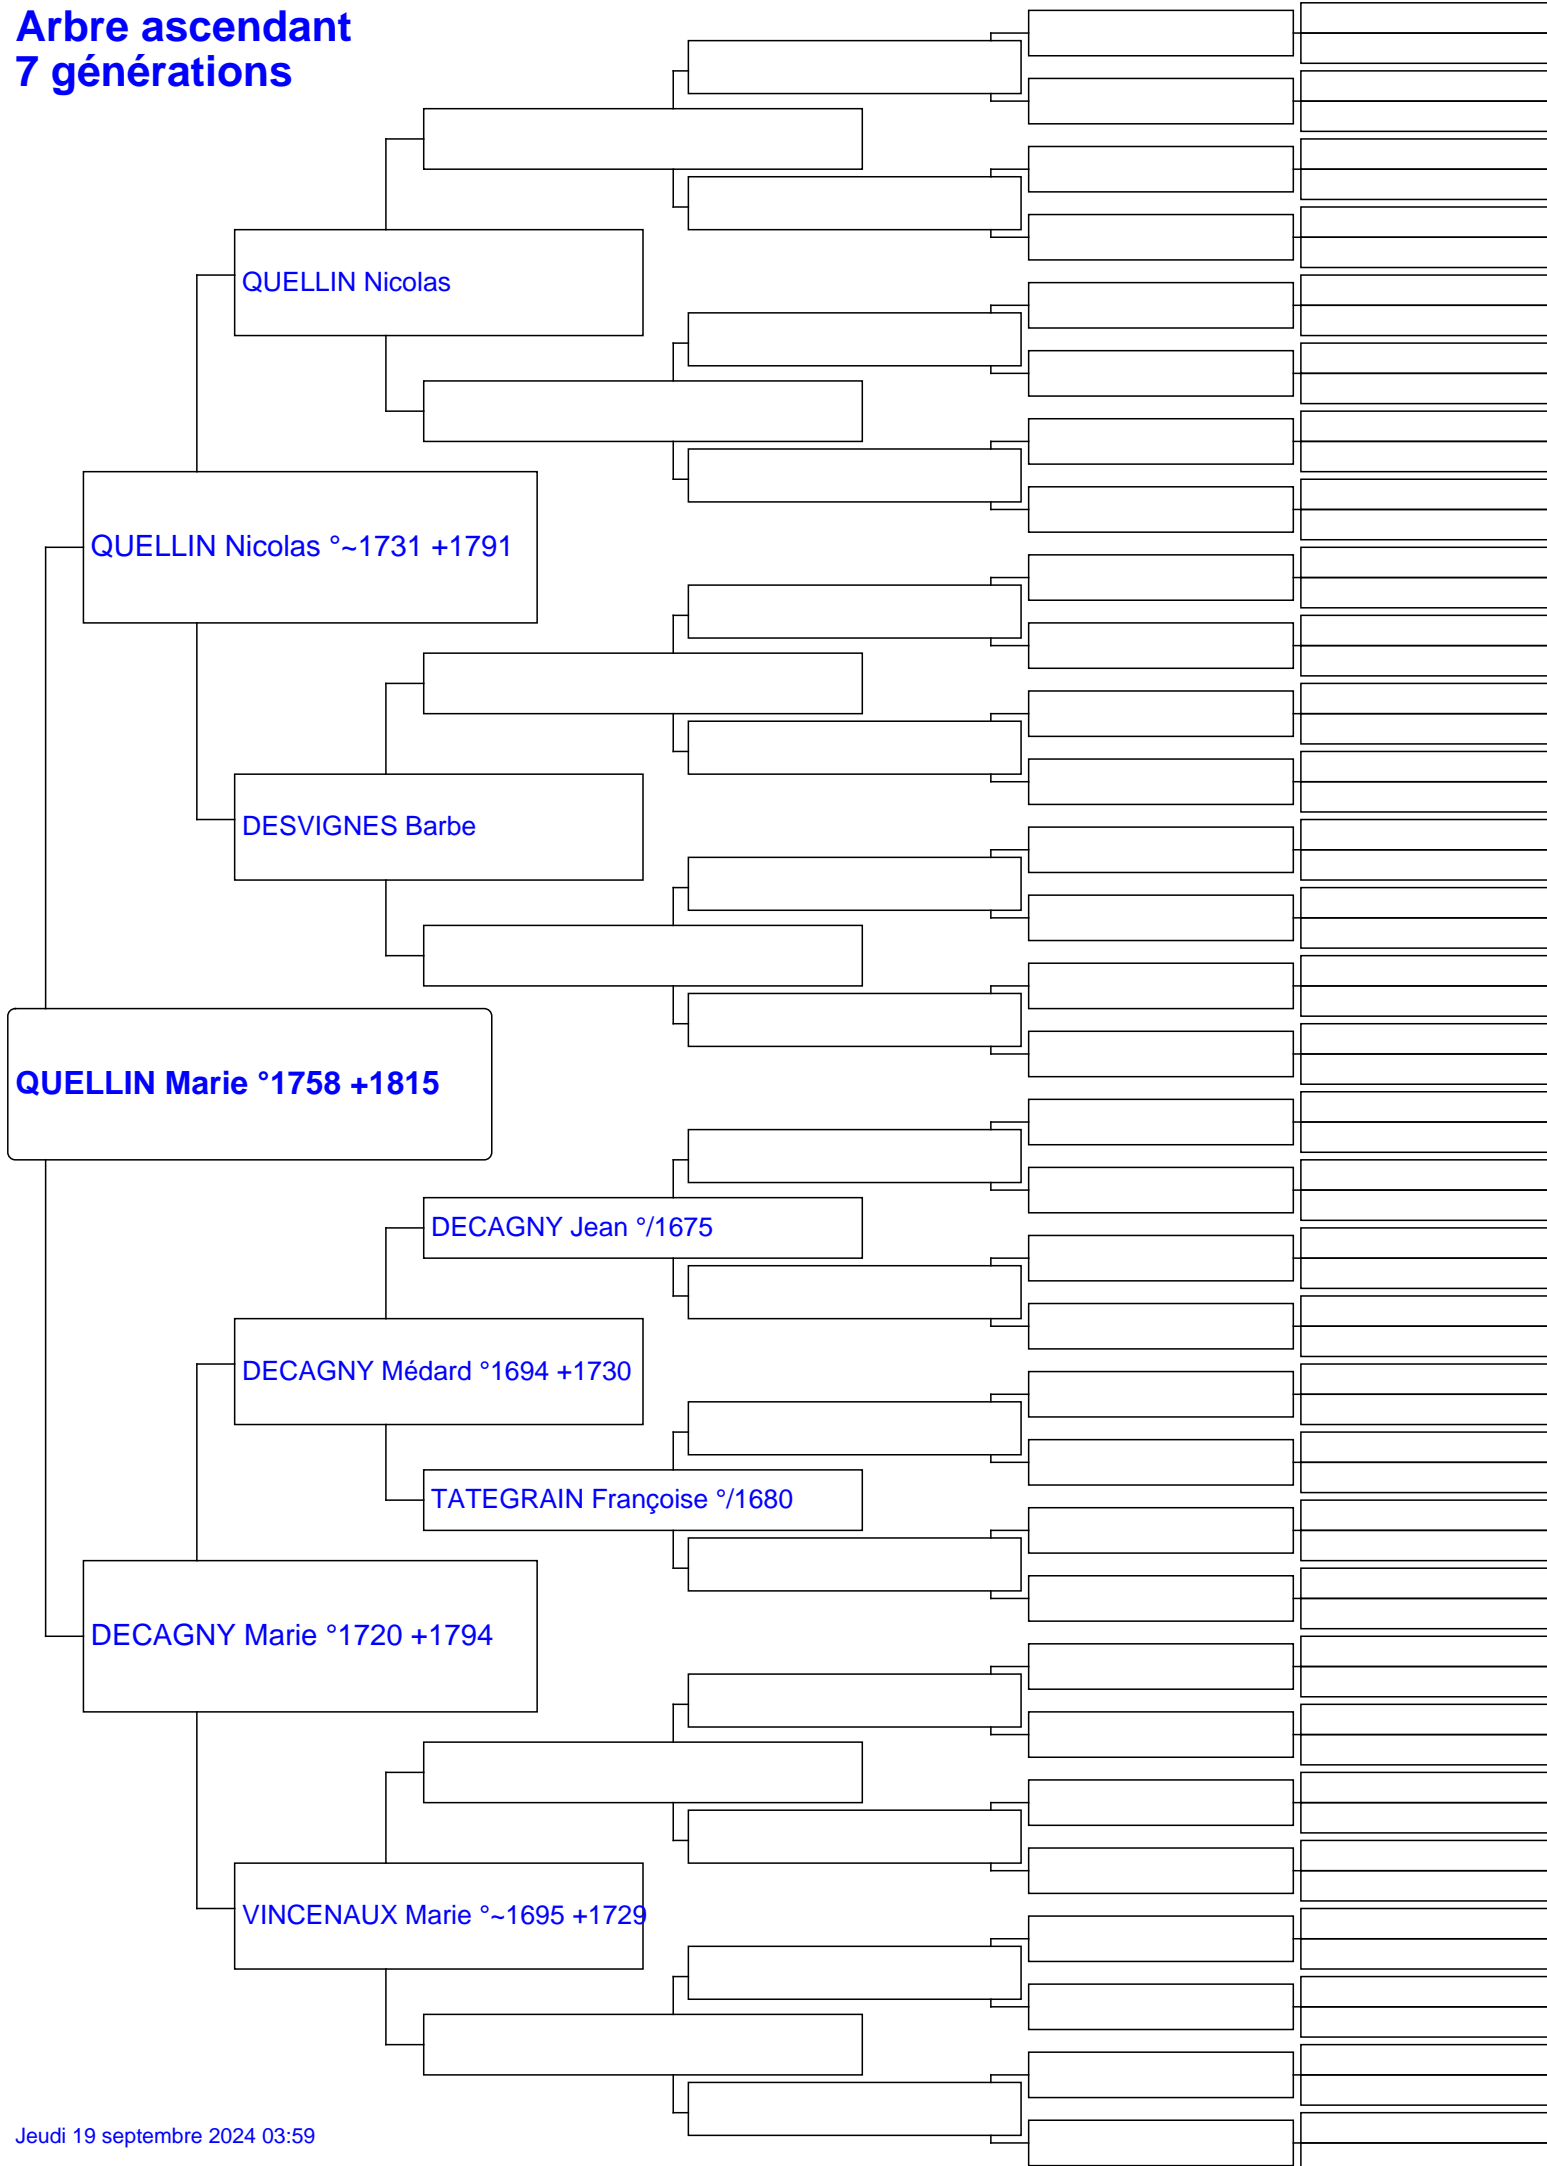 Arbre ascendant
7 générations
QUELLIN Nicolas
QUELLIN Nicolas °~1731 +1791
DESVIGNES Barbe
QUELLIN Marie °1758 +1815
DECAGNY Jean °/1675
DECAGNY Médard °1694 +1730
TATEGRAIN Françoise °/1680
DECAGNY Marie °1720 +1794
VINCENAUX Marie °~1695 +1729
Jeudi 19 septembre 2024 03:59